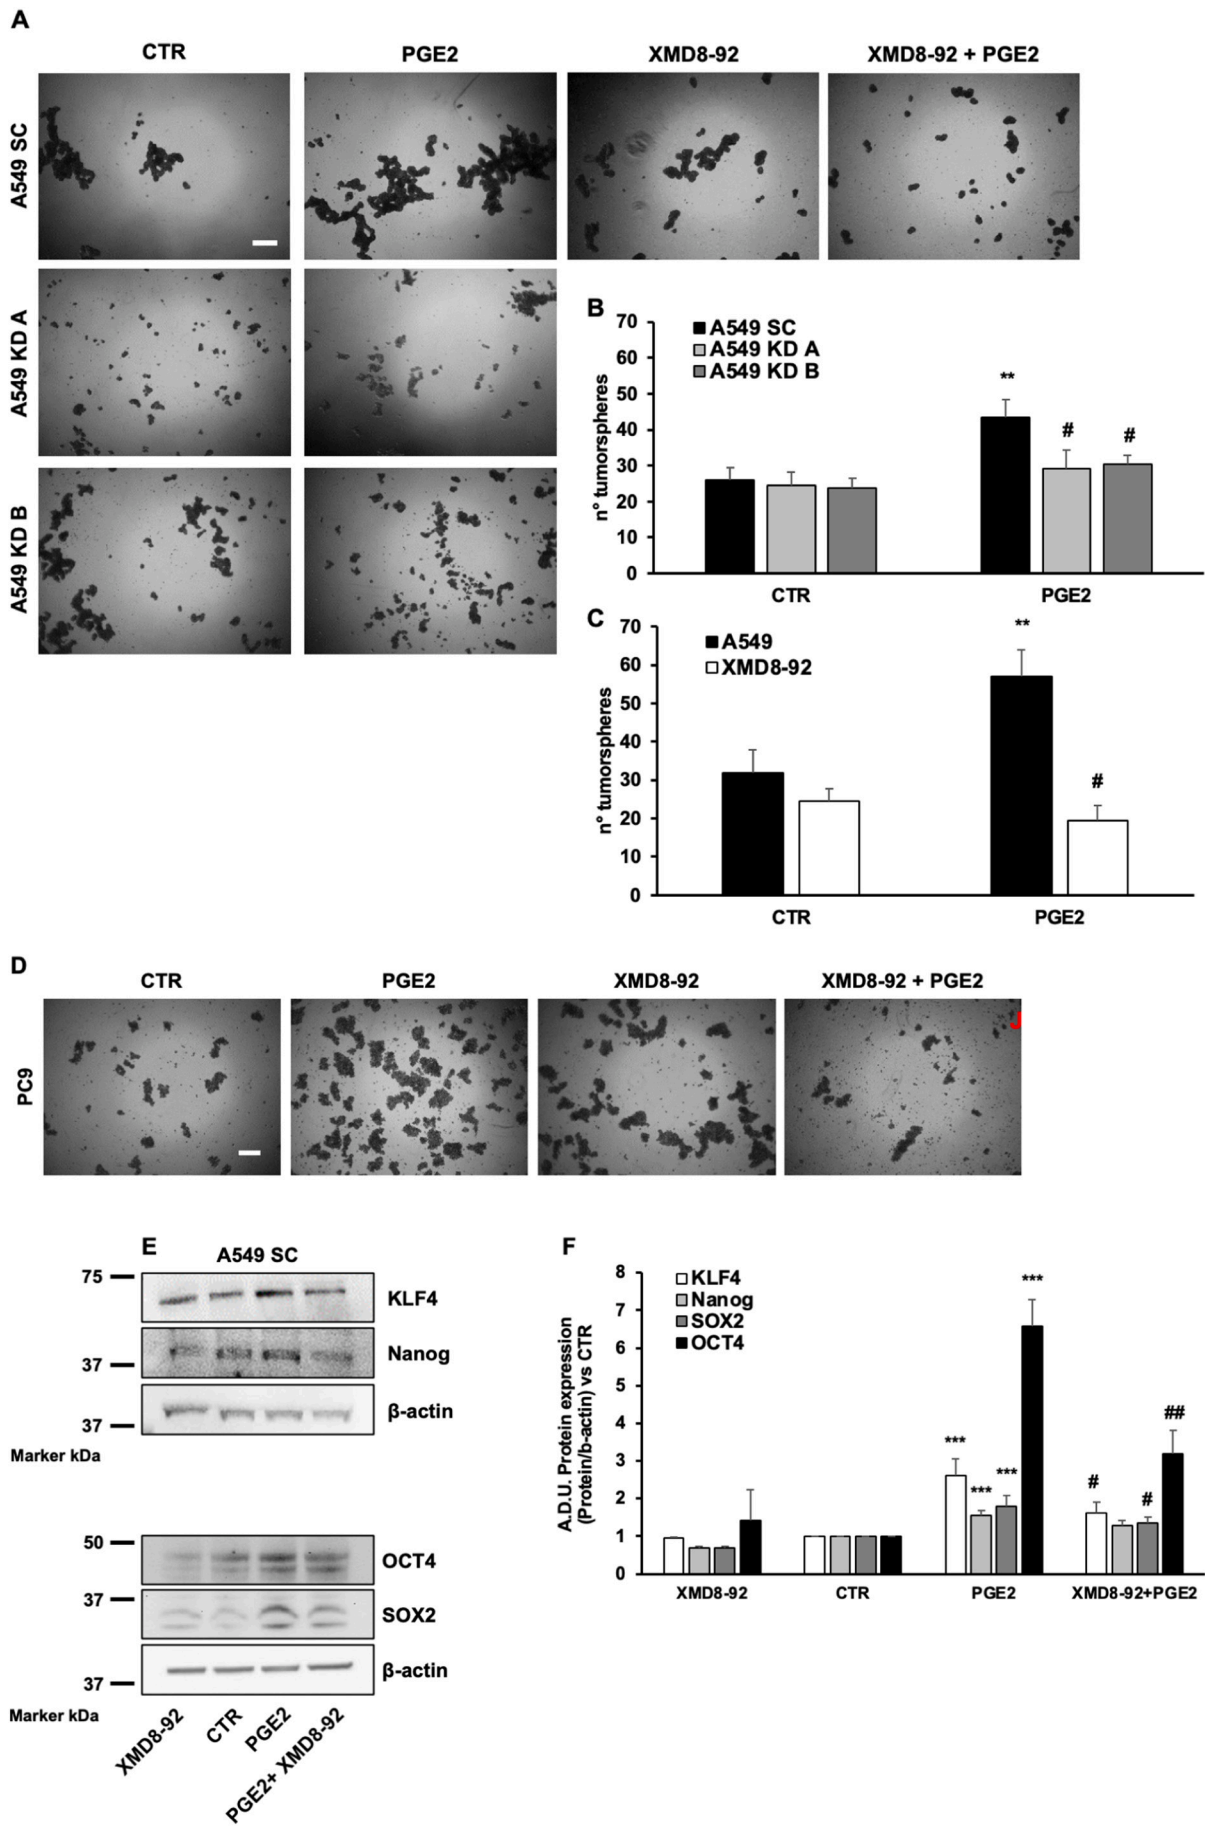 A
CTR
PGE2
XMD8-92
XMD8-92 + PGE2
A549 SC
A549 KD A
A549 KD B
B
n° tumorspheres
70
60
50
40
30
20
10
0
A549 SC
A549 KD A
A549 KD B
**
#
#
CTR
PGE2
C
n° tumorspheres
70
60
50
40
30
20
10
0
A549
XMD8-92
**
#
CTR
PGE2
D
CTR
PGE2
XMD8-92
XMD8-92 + PGE2
PC9
J
E
A549 SC
75
KLF4
Nanog
37
β-actin
37
Marker kDa
50
OCT4
37
SOX2
β-actin
37
Marker kDa
XMD8-92
CTR
PGE2
PGE2+ XMD8-92
F
A.D.U. Protein expression
(Protein/b-actin) vs CTR
8
7
6
5
4
3
2
1
0
KLF4
Nanog
SOX2
OCT4
***
***
***
***
#
#
##
XMD8-92
CTR
PGE2
XMD8-92+PGE2